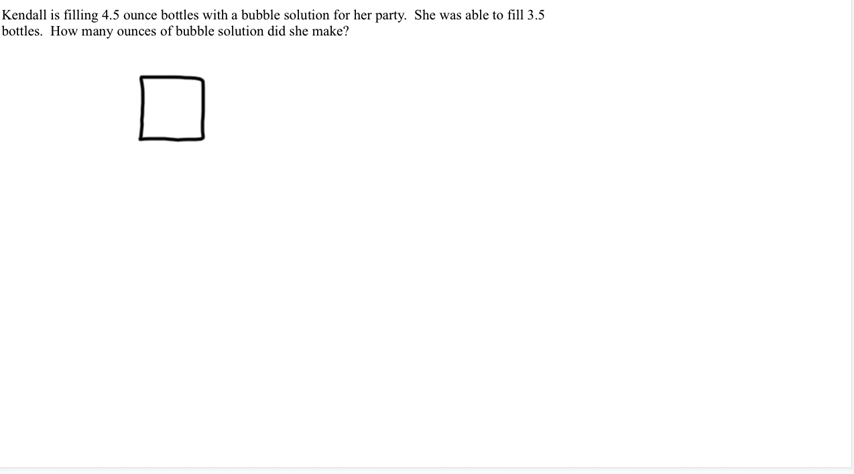 Kendall is filling 4.5 ounce bottles with a bubble solution for her party.  She was able to fill 3.5
bottles.  How many ounces of bubble solution did she make?